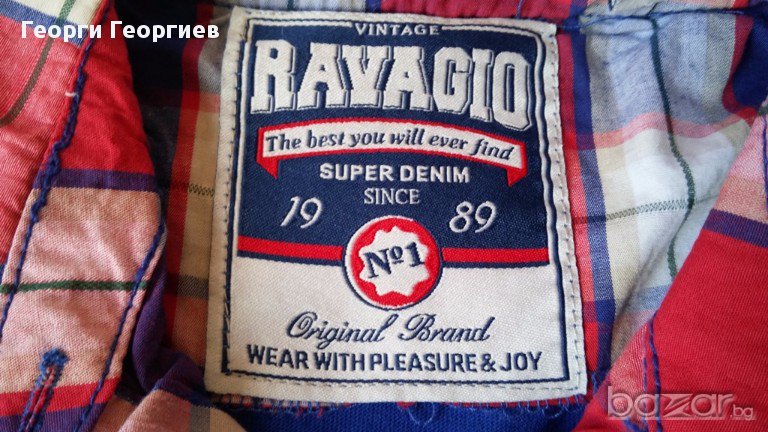 Георги Георгиев
VINTAGE
RAVAGIO
The best you will ever find
SUPER DENIM
SINCE
19 89
No1
Original Brand
WEAR WITH PLEASURE & JOY
bazar.bg